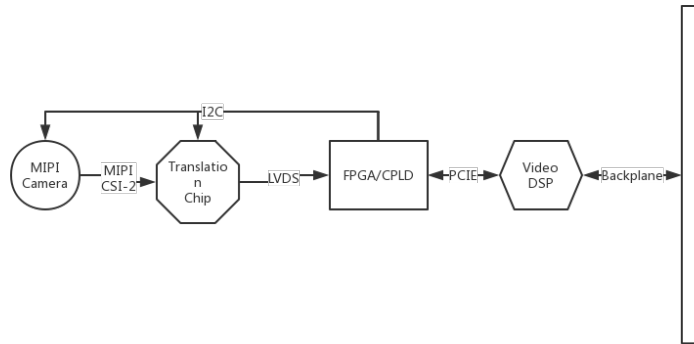 I2C
MIPI
Camera
MIPI
CSI-2
Translatio
n
Chip
LVDS
FPGA/CPLD
PCIE
Video
DSP
Backplane